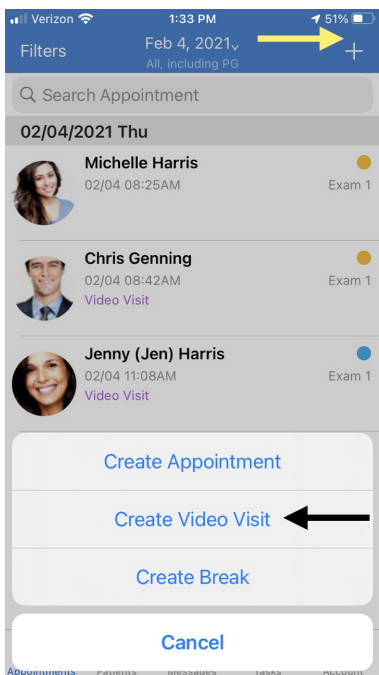 Verizon 1:33 PM 51%
Filters Feb 4, 2021
All, including PG
Search Appointment
02/04/2021 Thu
Michelle Harris
02/04 08:25AM Exam 1
Chris Genning
02/04 08:42AM Exam 1
Video Visit
Jenny (Jen) Harris
02/04 11:08AM Exam 1
Video Visit
Create Appointment
Create Video Visit
Create Break
Cancel
Appointments Patients Messages Tasks Account